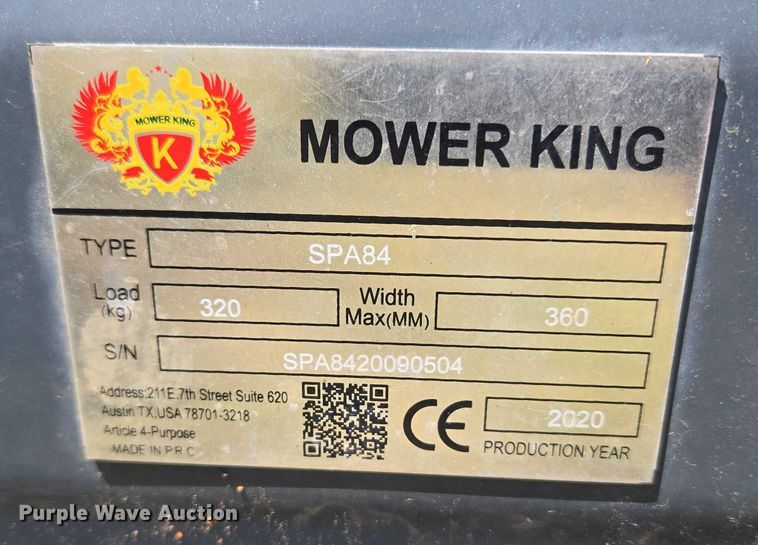 MOWER KING
K
MOWER KING
TYPE SPA84
Load (kg) 320 Width Max(MM) 360
S/N SPA8420090504
Address:211E.7th Street Suite 620
Austin TX,USA 78701-3218
Article 4-Purpose
MADE IN P.R.C
CE
2020
PRODUCTION YEAR
Purple Wave Auction